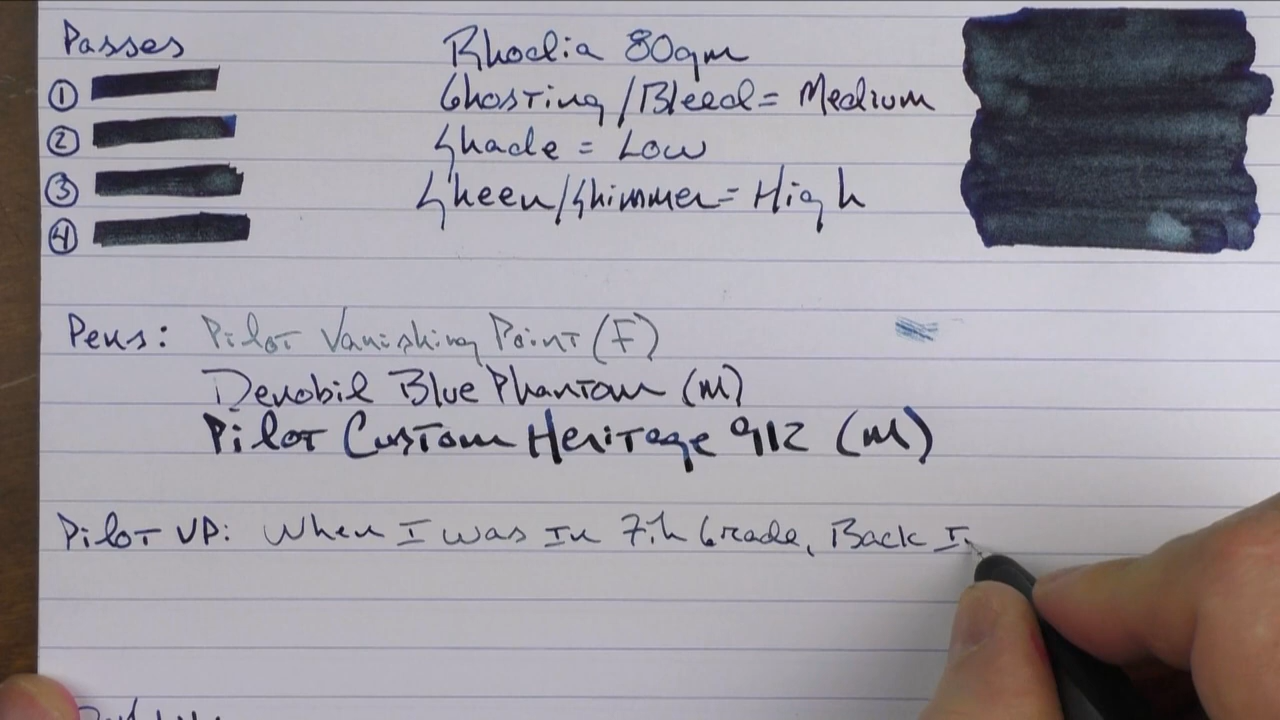 Passes
Rhodia 80gm
1
Ghosting/Bleed = Medium
2
Shade = Low
3
Sheen/Shimmer = High
4
Pens: Pilot Vanishing Point (F)
Denobil Blue Phantom (M)
Pilot Custom Heritage 912 (M)
Pilot VP: When I was In 7th Grade, Back In